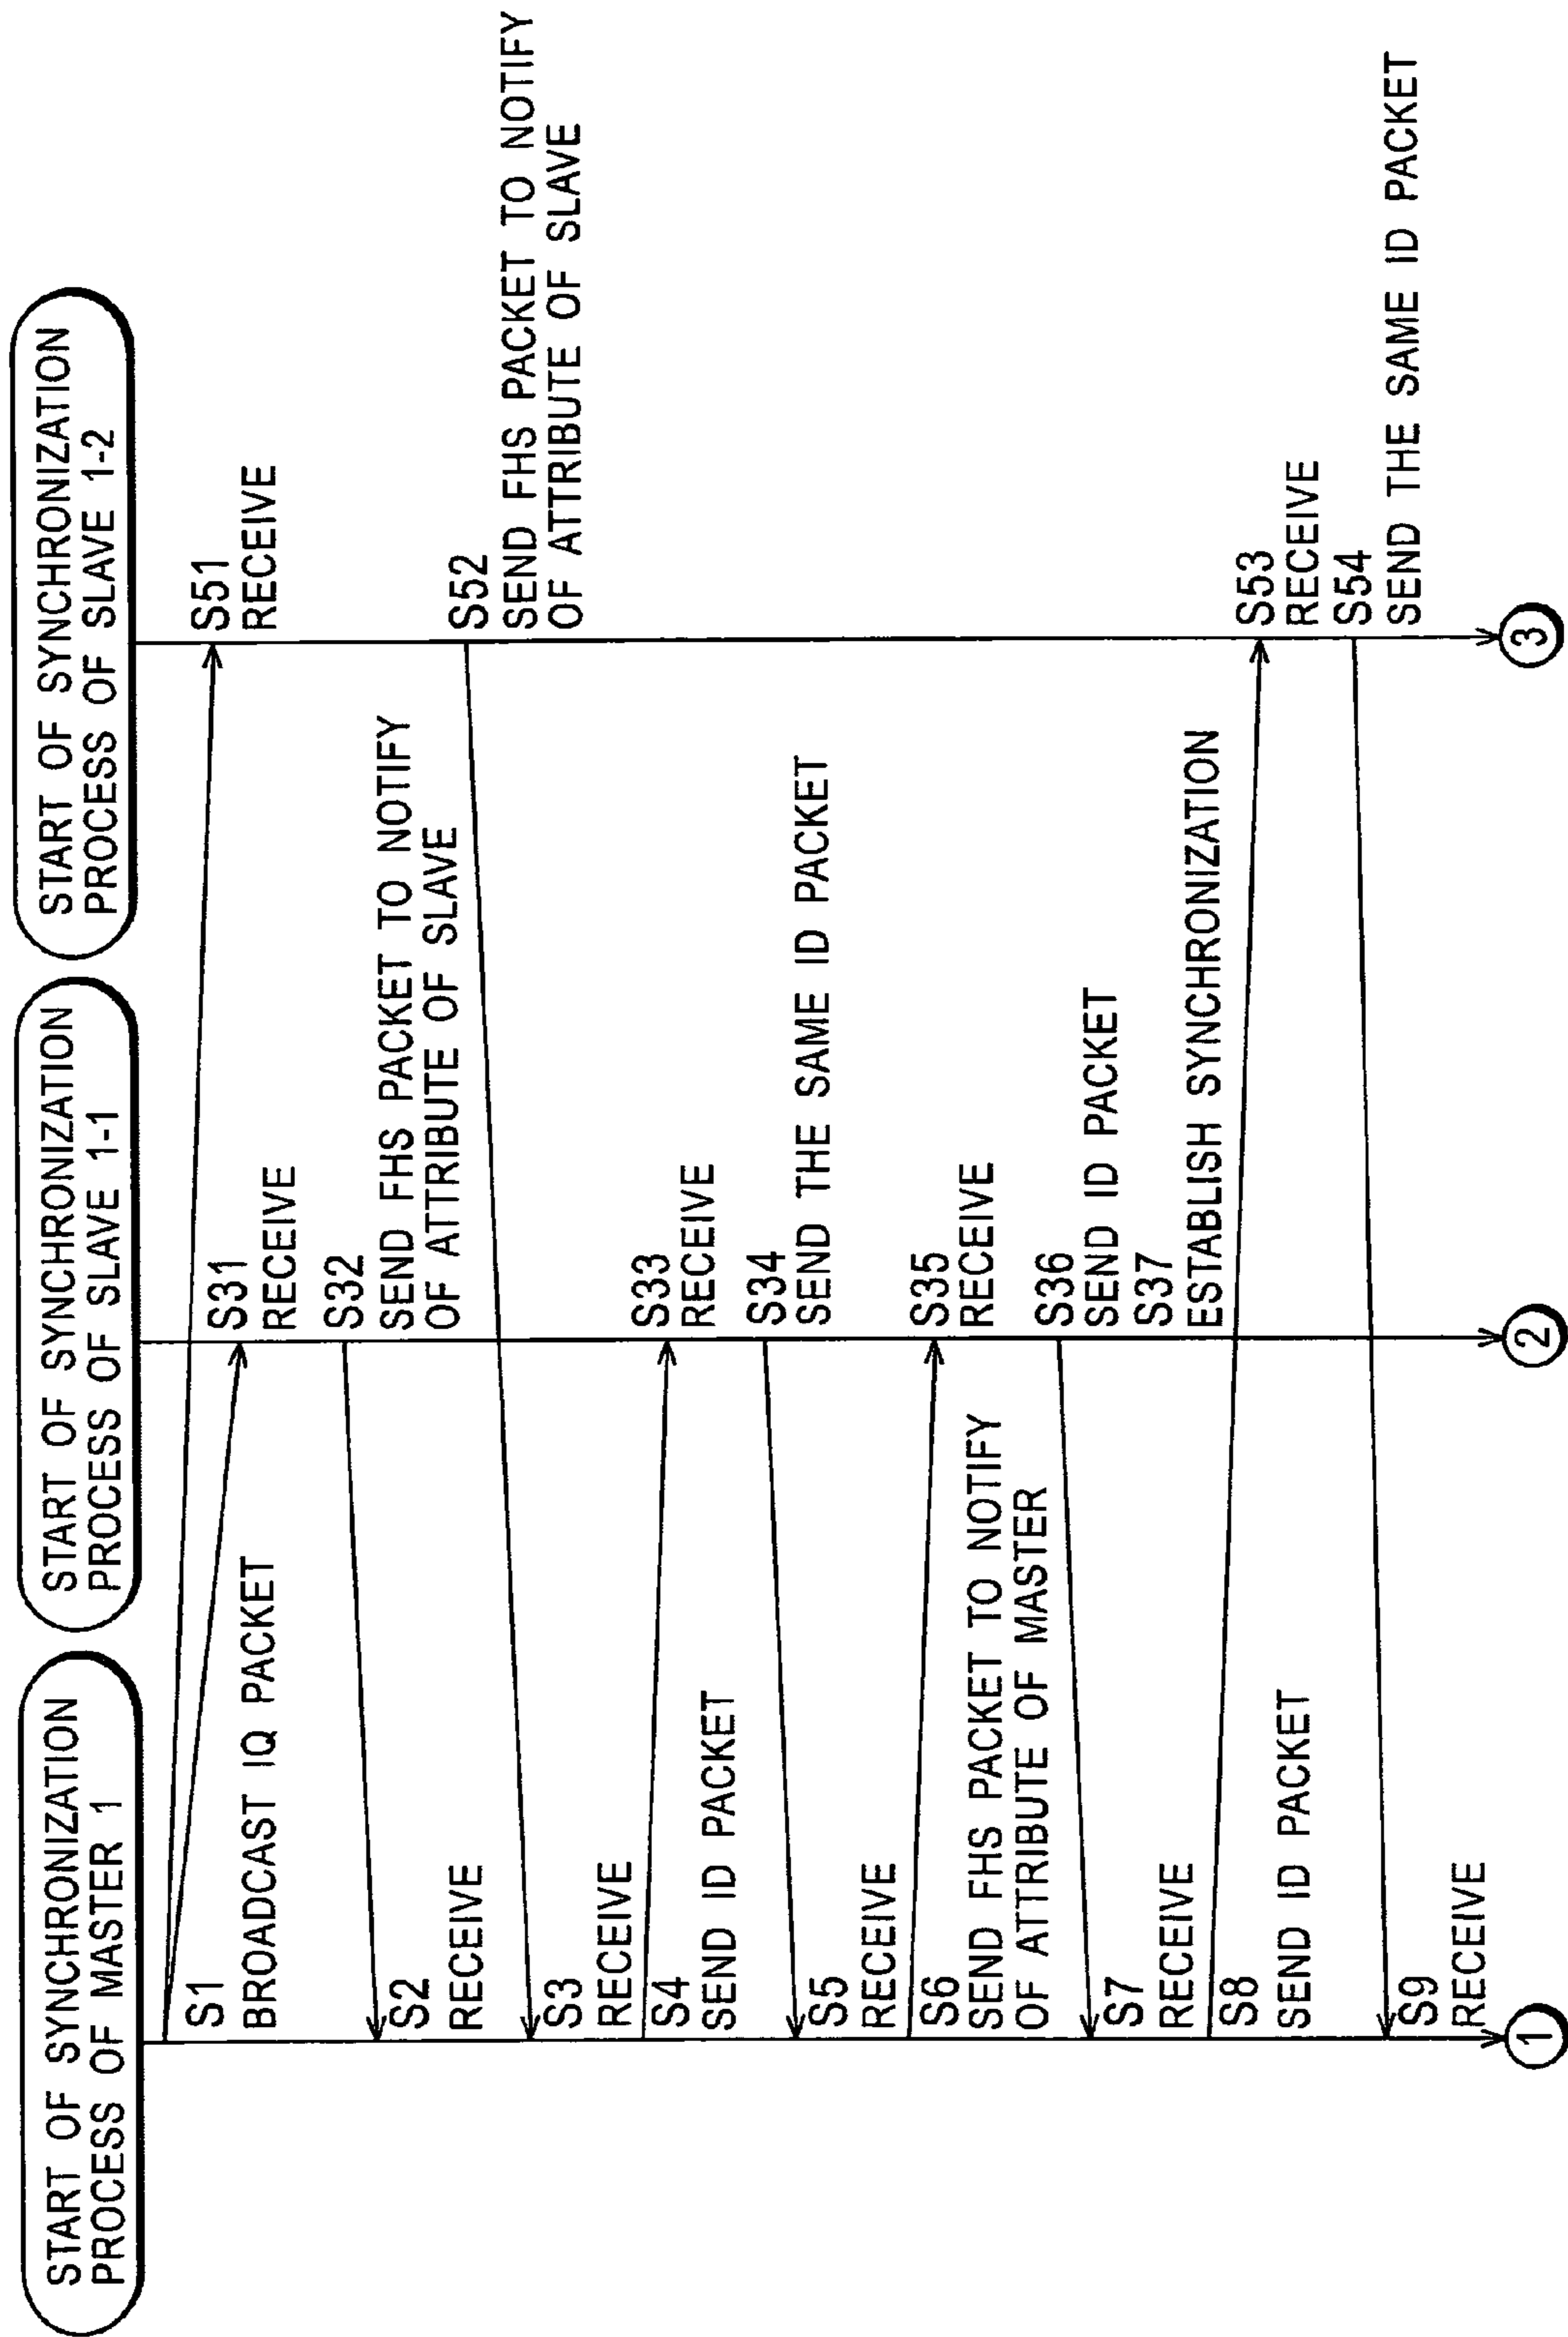 START OF SYNCHRONIZATION
PROCESS OF MASTER 1
START OF SYNCHRONIZATION
PROCESS OF SLAVE 1-1
START OF SYNCHRONIZATION
PROCESS OF SLAVE 1-2
S1
BROADCAST IQ PACKET
S2
RECEIVE
S3
RECEIVE
S4
SEND ID PACKET
S5
RECEIVE
S6
SEND FHS PACKET TO NOTIFY
OF ATTRIBUTE OF MASTER
S7
RECEIVE
S8
SEND ID PACKET
S9
RECEIVE
1
S31
RECEIVE
S32
SEND FHS PACKET TO NOTIFY
OF ATTRIBUTE OF SLAVE
S33
RECEIVE
S34
SEND THE SAME ID PACKET
S35
RECEIVE
S36
SEND ID PACKET
S37
ESTABLISH SYNCHRONIZATION
2
S51
RECEIVE
S52
SEND FHS PACKET TO NOTIFY
OF ATTRIBUTE OF SLAVE
S53
RECEIVE
S54
SEND THE SAME ID PACKET
3